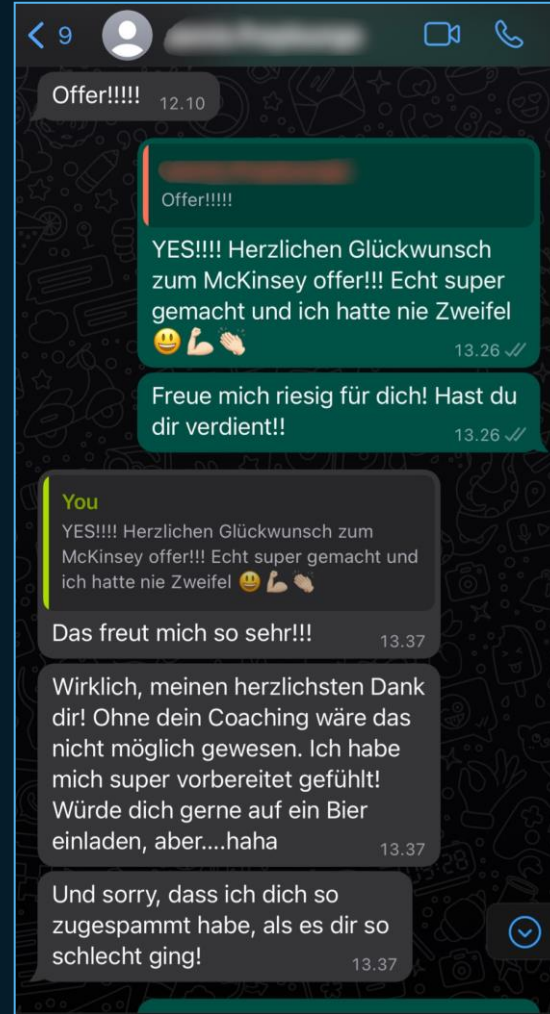 9
Offer!!!!! 12.10
Offer!!!!!
YES!!!! Herzlichen Glückwunsch
zum McKinsey offer!!! Echt super
gemacht und ich hatte nie Zweifel
😃💪🏻👏🏻
13.26
Freue mich riesig für dich! Hast du
dir verdient!!
13.26
You
YES!!!! Herzlichen Glückwunsch zum
McKinsey offer!!! Echt super gemacht und
ich hatte nie Zweifel 😃💪🏻👏🏻
Das freut mich so sehr!!!
13.37
Wirklich, meinen herzlichsten Dank
dir! Ohne dein Coaching wäre das
nicht möglich gewesen. Ich habe
mich super vorbereitet gefühlt!
Würde dich gerne auf ein Bier
einladen, aber....haha
13.37
Und sorry, dass ich dich so
zugespammt habe, als es dir so
schlecht ging!
13.37